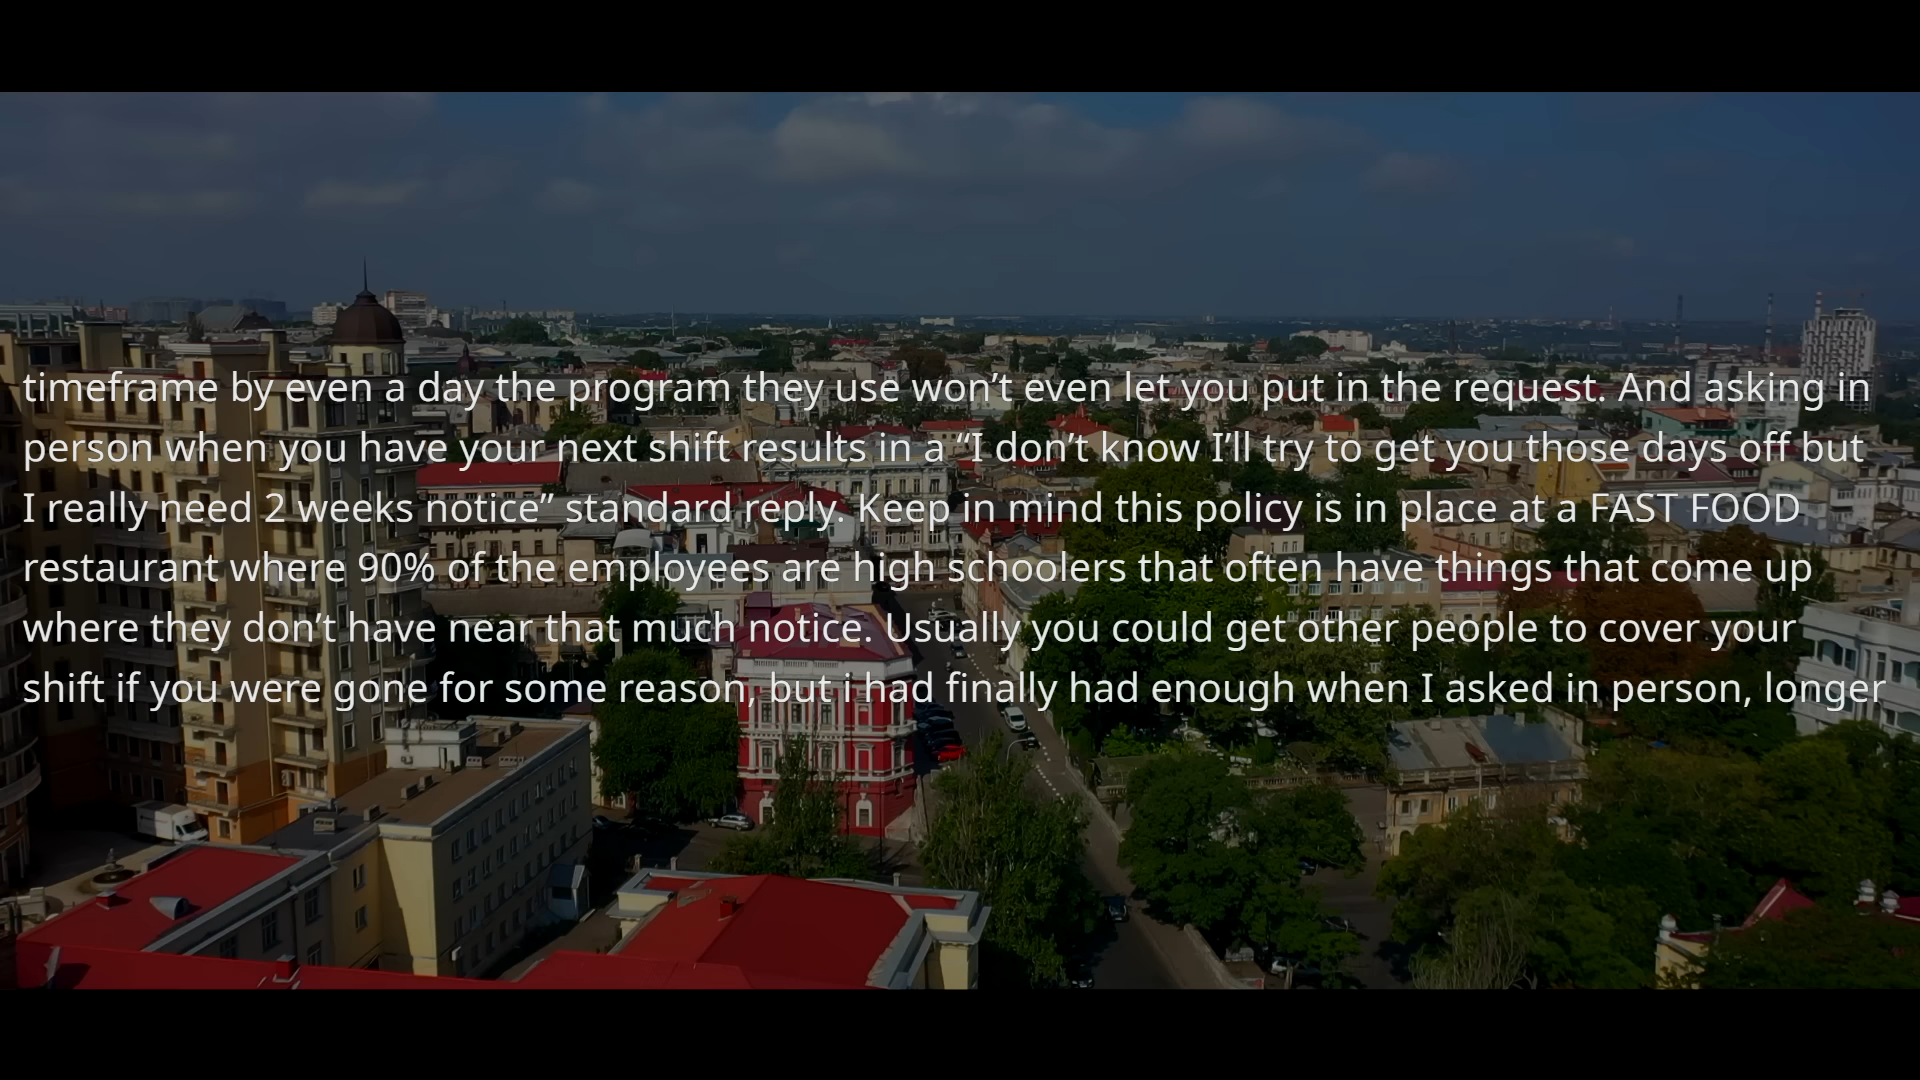 timeframe by even a day the program they use won’t even let you put in the request. And asking in
person when you have your next shift results in a “I don’t know I’ll try to get you those days off but
I really need 2 weeks notice” standard reply. Keep in mind this policy is in place at a FAST FOOD
restaurant where 90% of the employees are high schoolers that often have things that come up
where they don’t have near that much notice. Usually you could get other people to cover your
shift if you were gone for some reason, but i had finally had enough when I asked in person, longer